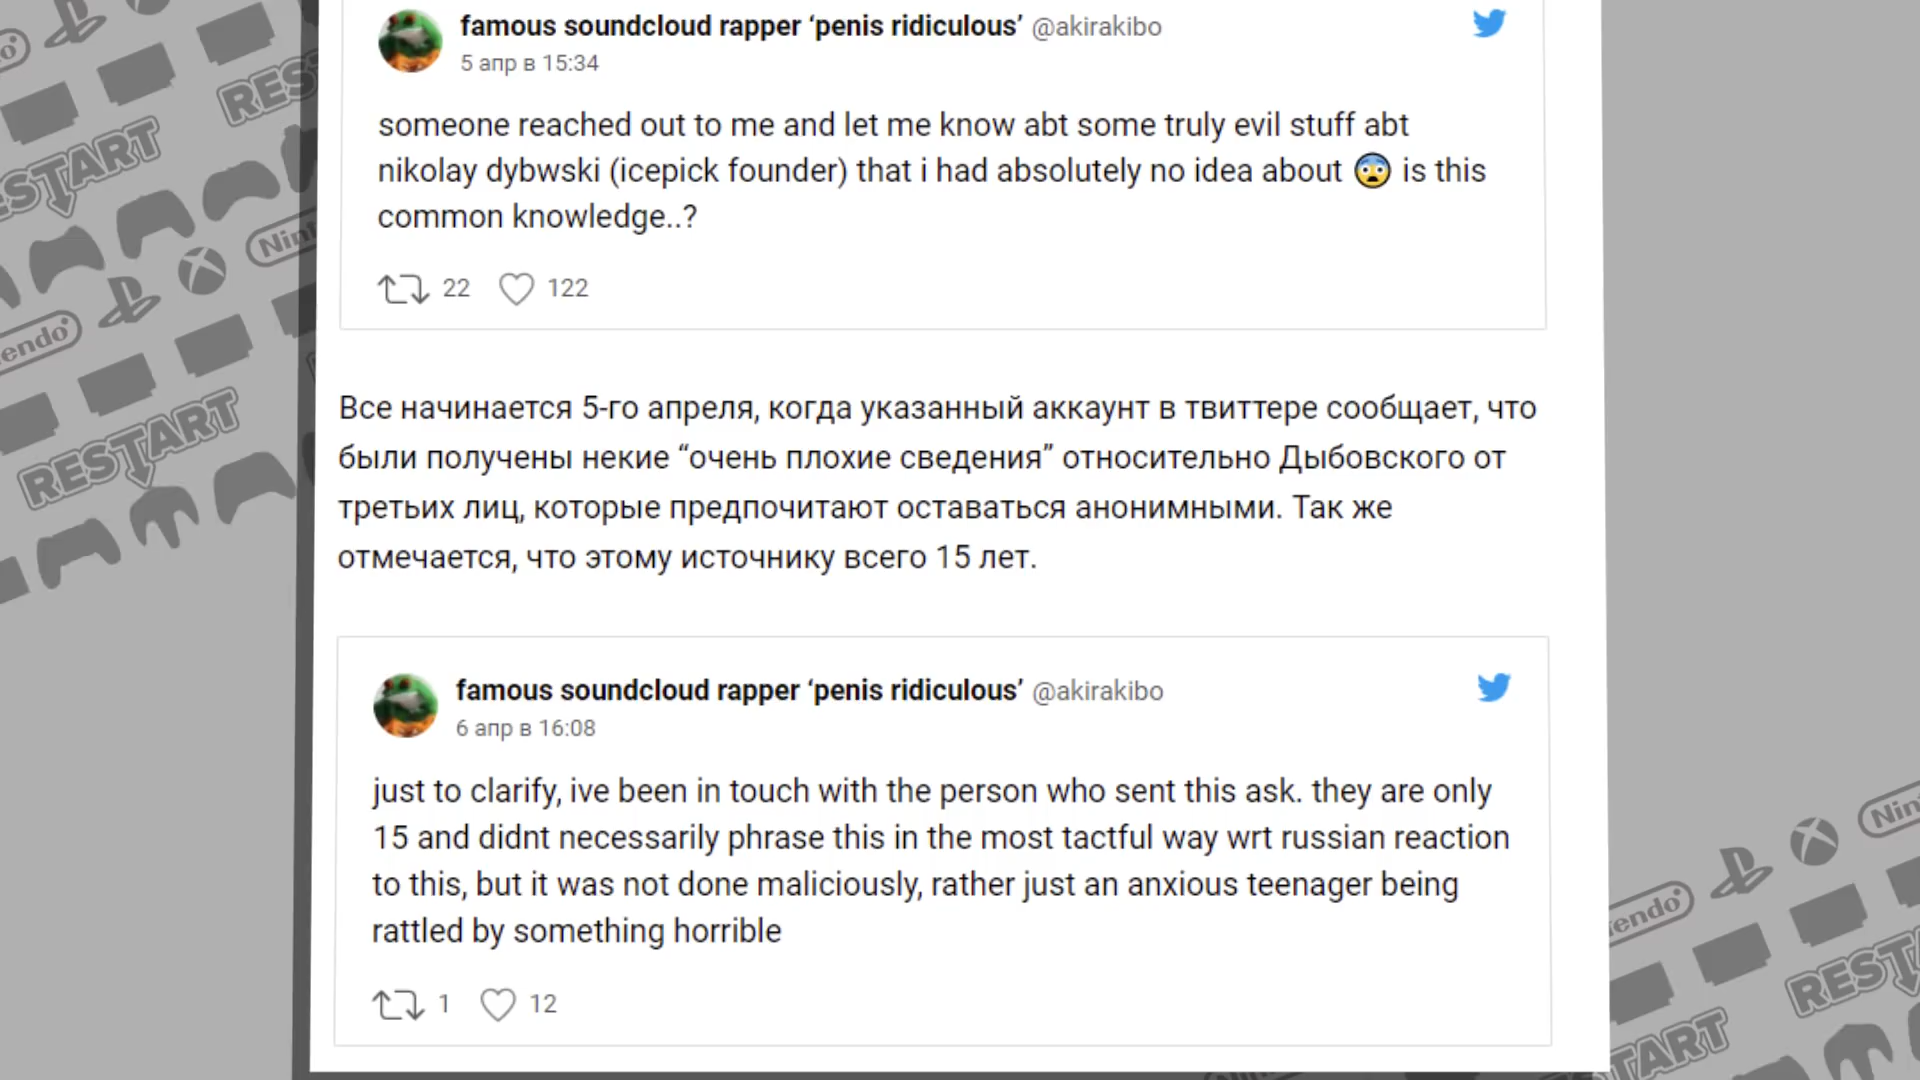 famous soundcloud rapper ‘penis ridiculous’ @akirakibo
5 апр в 15:34
someone reached out to me and let me know abt some truly evil stuff abt
nikolay dybwski (icepick founder) that i had absolutely no idea about 😨 is this
common knowledge..?
22 122
Все начинается 5-го апреля, когда указанный аккаунт в твиттере сообщает, что
были получены некие “очень плохие сведения” относительно Дыбовского от
третьих лиц, которые предпочитают оставаться анонимными. Так же
отмечается, что этому источнику всего 15 лет.
famous soundcloud rapper ‘penis ridiculous’ @akirakibo
6 апр в 16:08
just to clarify, ive been in touch with the person who sent this ask. they are only
15 and didnt necessarily phrase this in the most tactful way wrt russian reaction
to this, but it was not done maliciously, rather just an anxious teenager being
rattled by something horrible
1 12
RESTART